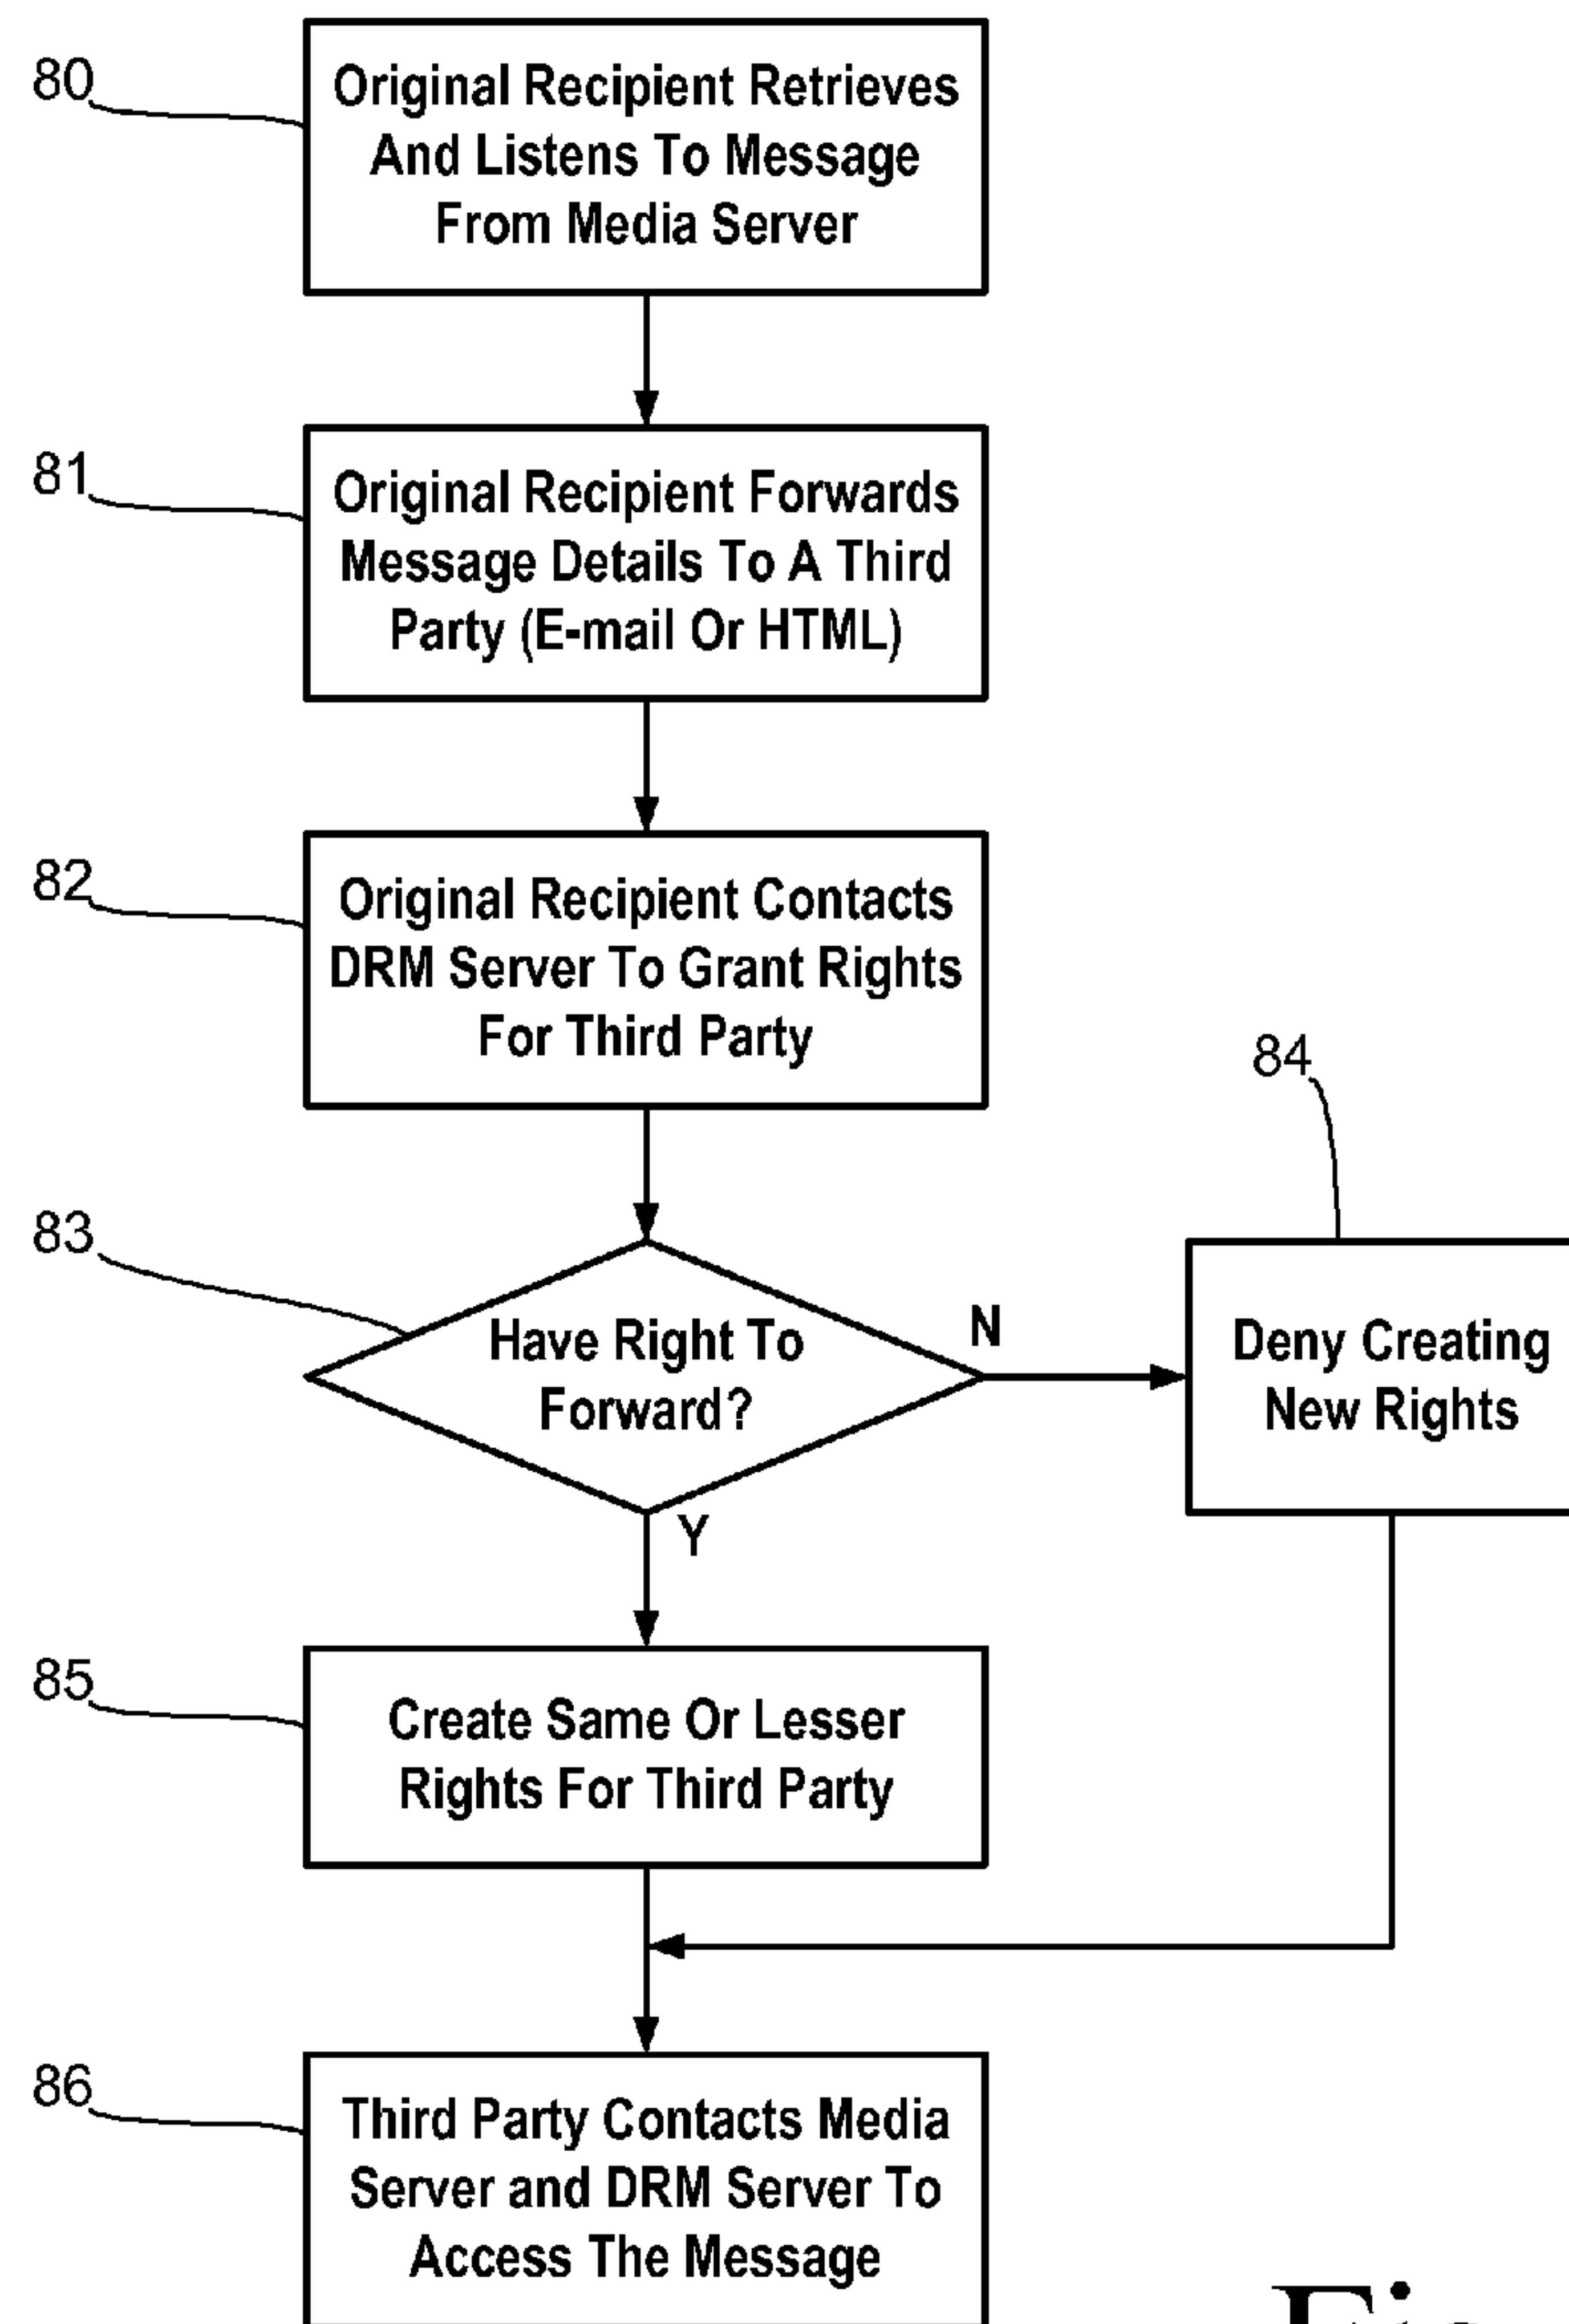 80
Original Recipient Retrieves
And Listens To Message
From Media Server
81
Original Recipient Forwards
Message Details To A Third
Party (E-mail Or HTML)
82
Original Recipient Contacts
DRM Server To Grant Rights
For Third Party
83
Have Right To
Forward?
N
84
Deny Creating
New Rights
Y
85
Create Same Or Lesser
Rights For Third Party
86
Third Party Contacts Media
Server and DRM Server To
Access The Message